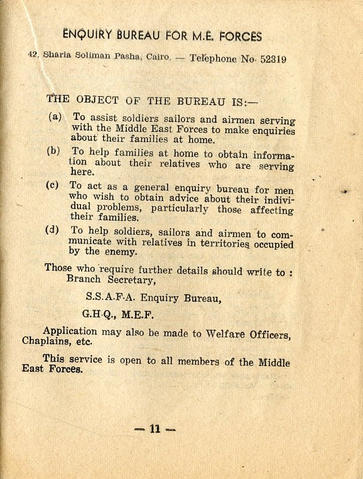 ENQUIRY BUREAU FOR M.E. FORCES
42, Sharia Soliman Pasha, Cairo. — Telephone No. 52319
THE OBJECT OF THE BUREAU IS:—
(a) To assist soldiers sailors and airmen serving
with the Middle East Forces to make enquiries
about their families at home.
(b) To help families at home to obtain informa-
tion about their relatives who are serving
here.
(c) To act as a general enquiry bureau for men
who wish to obtain advice about their indivi-
dual problems, particularly those affecting
their families.
(d) To help soldiers, sailors and airmen to com-
municate with relatives in territories occupied
by the enemy.
Those who require further details should write to :
Branch Secretary,
S.S.A.F.A. Enquiry Bureau,
G.H.Q., M.E.F.
Application may also be made to Welfare Officers,
Chaplains, etc.
This service is open to all members of the Middle
East Forces.
— 11 —